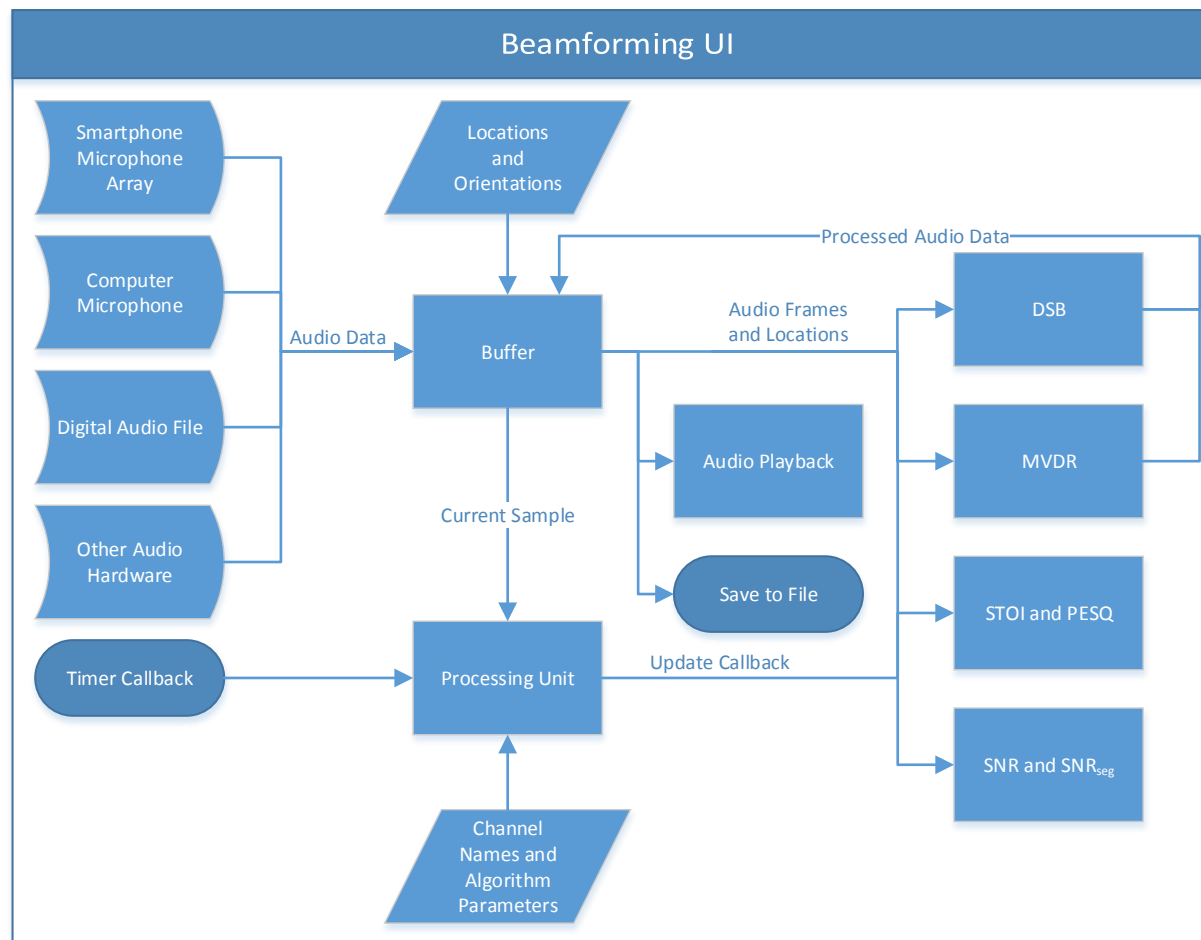 Beamforming UI
Smartphone
Microphone
Array
Locations
and
Orientations
Processed Audio Data
Computer
Microphone
Audio Data
Buffer
Audio Frames
and Locations
DSB
Digital Audio File
Audio Playback
MVDR
Current Sample
Other Audio
Hardware
Save to File
STOI and PESQ
Timer Callback
Processing Unit
Update Callback
SNR and SNRseg
Channel
Names and
Algorithm
Parameters